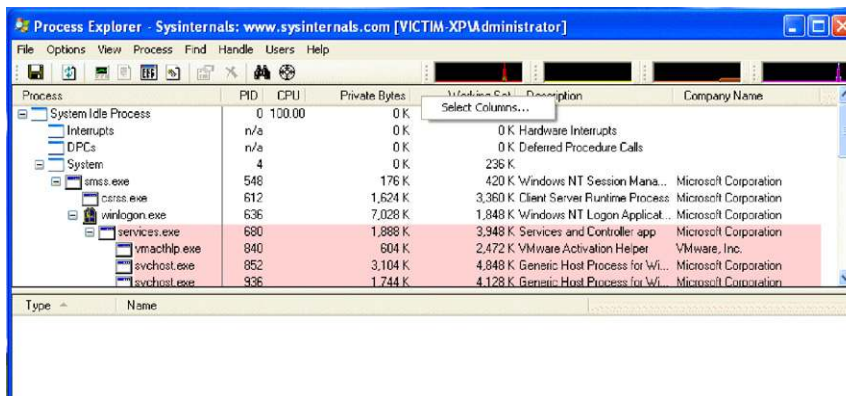 Process Explorer - Sysinternals: www.sysinternals.com [VICTIM-XP\Administrator]
File Options View Process Find Handle Users Help
Process PID CPU Private Bytes Working Set Description Company Name
Select Columns...
System Idle Process 0 100.00 0 K
Interrupts n/a 0 K 0 K Hardware Interrupts
DPCs n/a 0 K 0 K Deferred Procedure Calls
System 4 0 K 236 K
smss.exe 548 176 K 420 K Windows NT Session Mana... Microsoft Corporation
csrss.exe 612 1,624 K 3,360 K Client Server Runtime Process Microsoft Corporation
winlogon.exe 636 7,028 K 1,848 K Windows NT Logon Applicat... Microsoft Corporation
services.exe 680 1,888 K 3,948 K Services and Controller app Microsoft Corporation
vmacthlp.exe 840 604 K 2,472 K VMware Activation Helper VMware, Inc.
svchost.exe 852 3,104 K 4,848 K Generic Host Process for Wi... Microsoft Corporation
svchost.exe 936 1,744 K 4,128 K Generic Host Process for Wi... Microsoft Corporation
Type Name